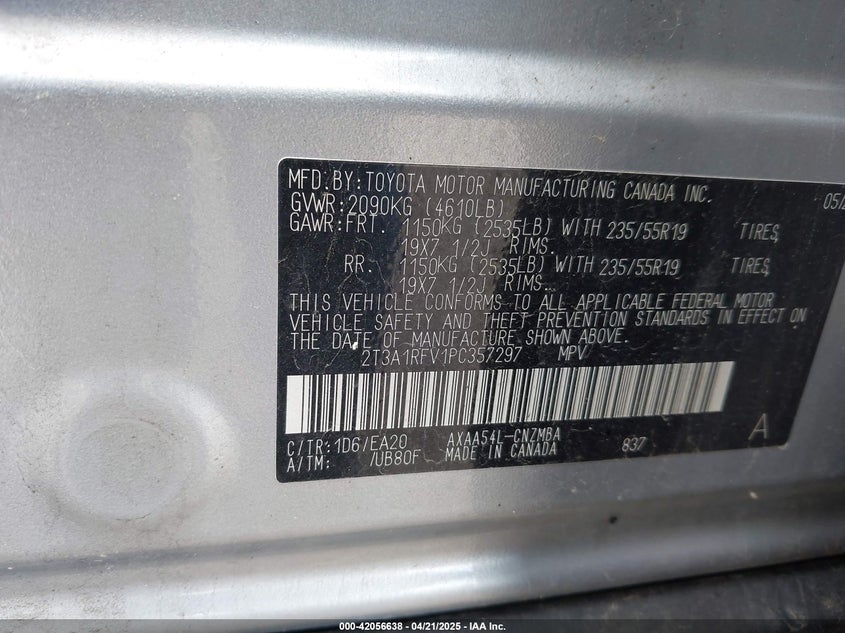 MFD.BY:TOYOTA MOTOR MANUFACTURING CANADA INC. 05/2
GVWR:2090KG (4610LB)
GAWR:FRT. 1150KG (2535LB) WITH 235/55R19 TIRES,
19X7 1/2J RIMS.
RR. 1150KG (2535LB) WITH 235/55R19 TIRES,
19X7 1/2J RIMS.
THIS VEHICLE CONFORMS TO ALL APPLICABLE FEDERAL MOTOR
VEHICLE SAFETY AND THEFT PREVENTION STANDARDS IN EFFECT ON
THE DATE OF MANUFACTURE SHOWN ABOVE.
2T3A1RFV1PC357297 MPV
C/TR:1D6/EA20 AXAA54L-CNZMBA 837 A
A/TM: /UB80F MADE IN CANADA
000-42056638 - 04/21/2025 - IAA Inc.